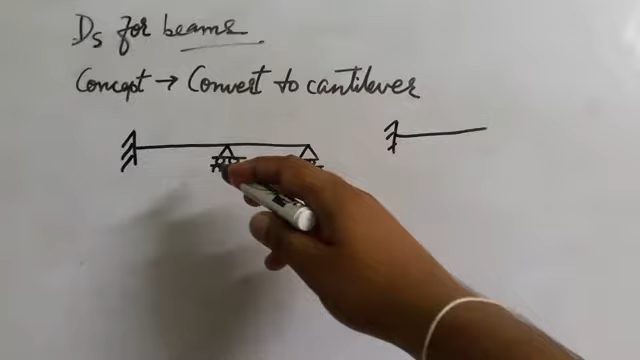 Ds for beams
Concept → Convert to cantilever